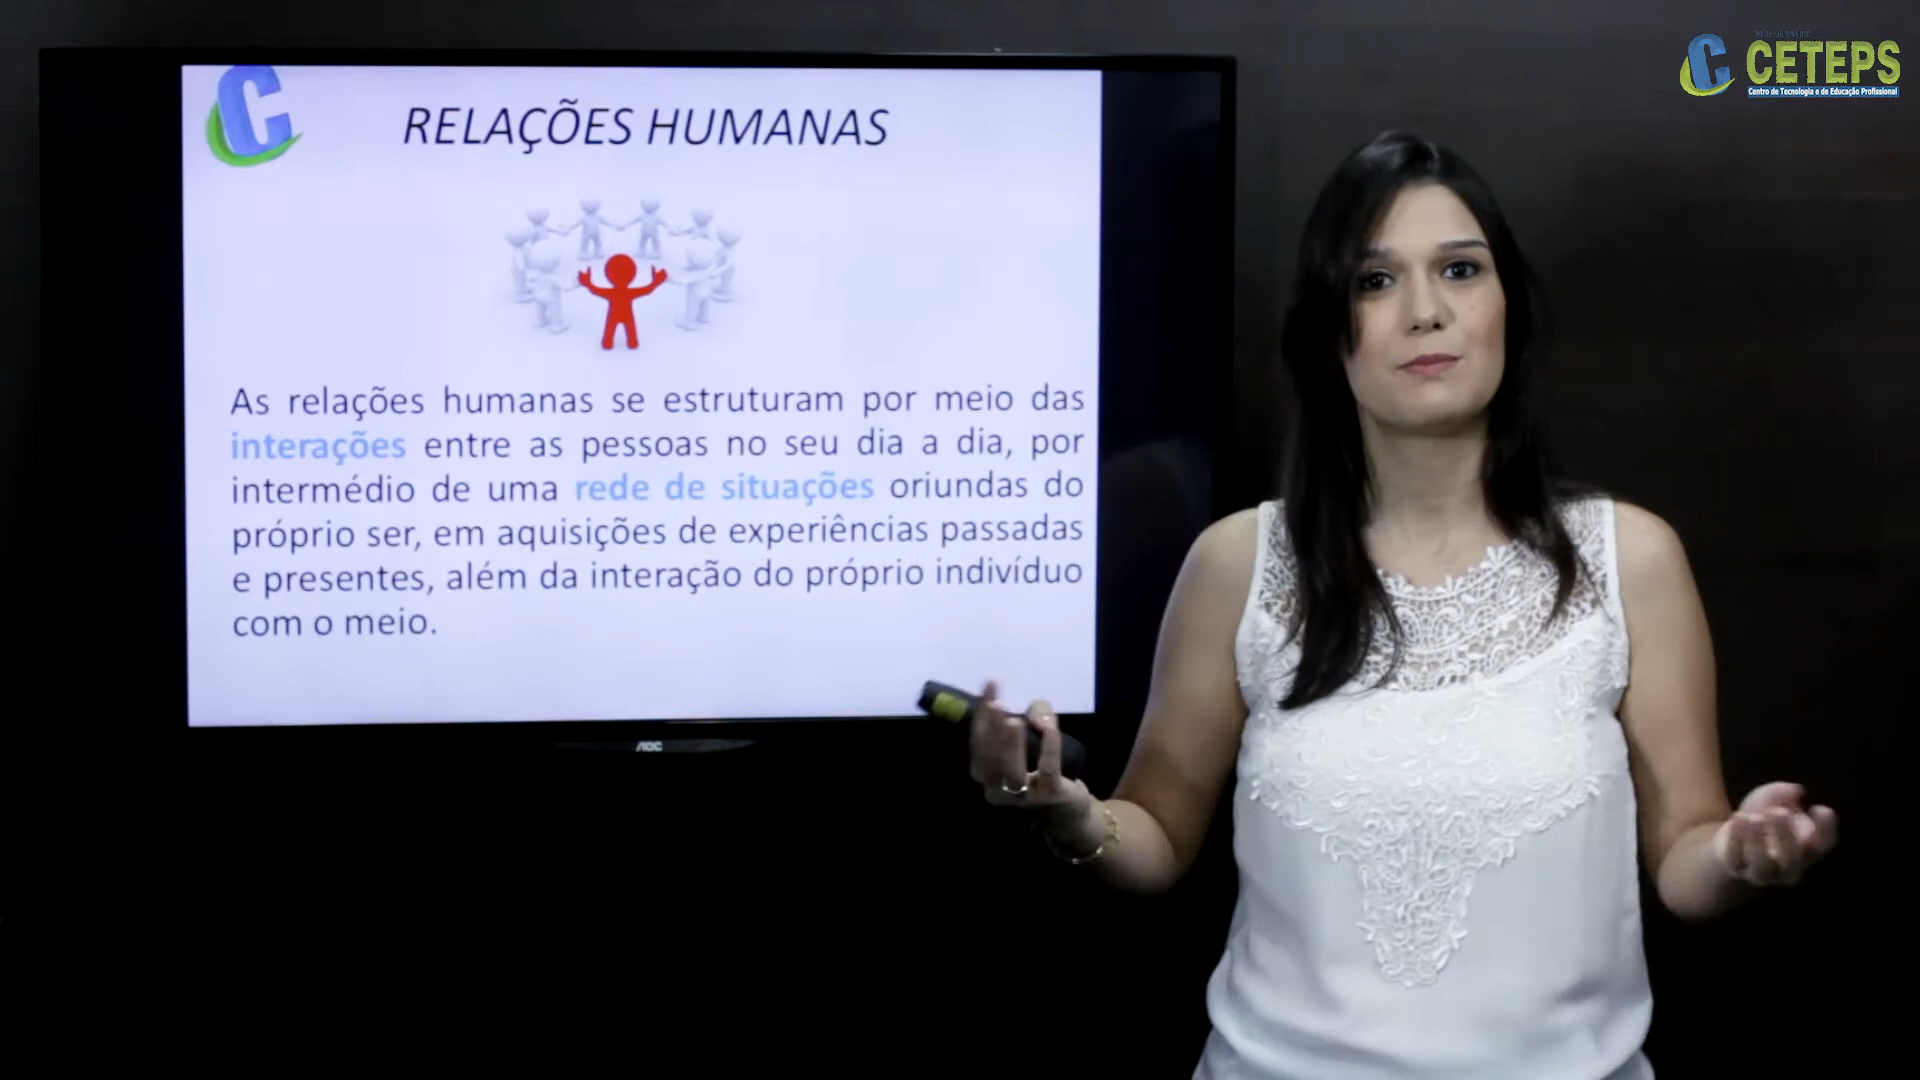 RELAÇÕES HUMANAS
As relações humanas se estruturam por meio das
interações entre as pessoas no seu dia a dia, por
intermédio de uma rede de situações oriundas do
próprio ser, em aquisições de experiências passadas
e presentes, além da interação do próprio indivíduo
com o meio.
AOC
CETEPS
Centro de Tecnologia e de Educação Profissional